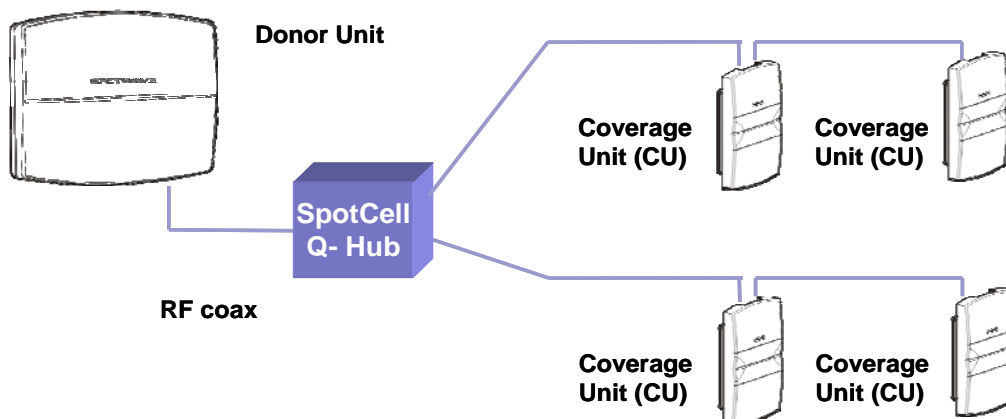 Donor Unit
Coverage
Unit (CU)
Coverage
Unit (CU)
SpotCell
Q- Hub
RF coax
Coverage
Unit (CU)
Coverage
Unit (CU)